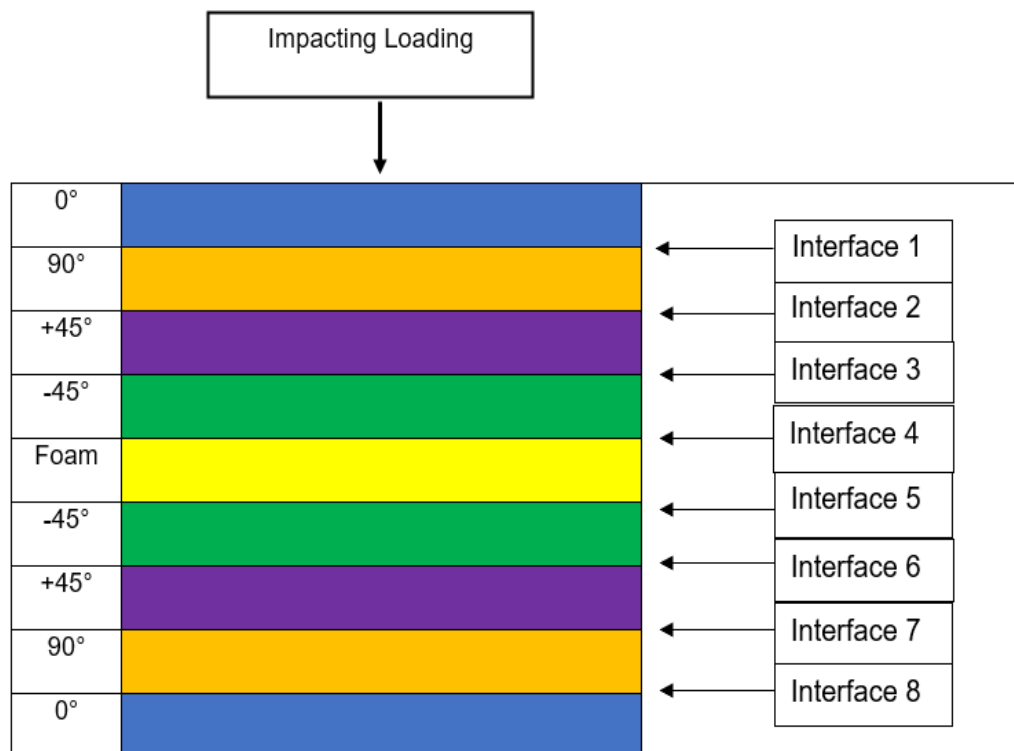 Impacting Loading
0°
90°
+45°
-45°
Foam
-45°
+45°
90°
0°
Interface 1
Interface 2
Interface 3
Interface 4
Interface 5
Interface 6
Interface 7
Interface 8